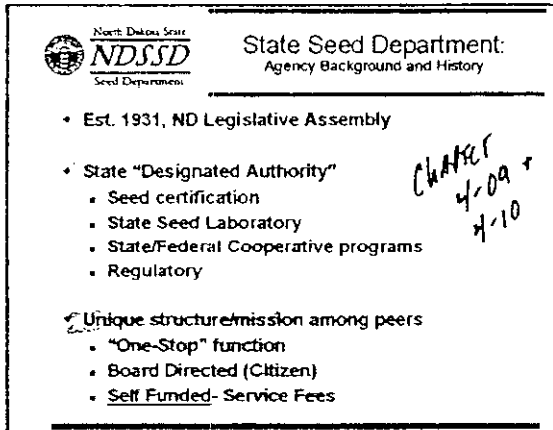 North Dakota State
NDSSD
Seed Department
State Seed Department:
Agency Background and History
• Est. 1931, ND Legislative Assembly
• State "Designated Authority"
• Seed certification
• State Seed Laboratory
• State/Federal Cooperative programs
• Regulatory
CHAPTER
4-09 +
4-10
• Unique structure/mission among peers
• "One-Stop" function
• Board Directed (Citizen)
• Self Funded- Service Fees